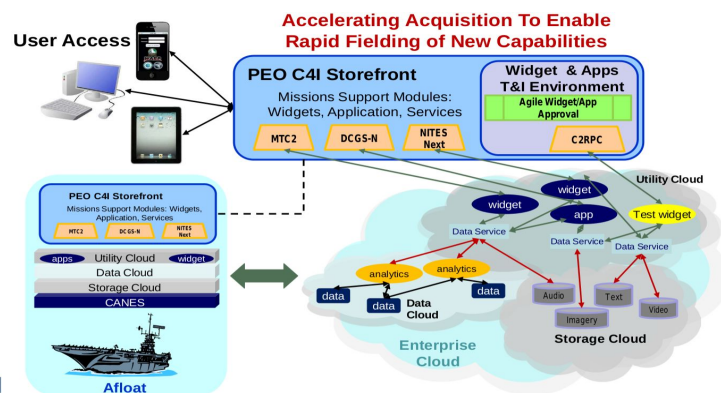 Accelerating Acquisition To Enable
Rapid Fielding of New Capabilities
User Access
PEO C4I Storefront
Missions Support Modules:
Widgets, Application, Services
MTC2
DCGS-N
NITES
Next
Widget & Apps
T&I Environment
Agile Widget/App
Approval
C2RPC
PEO C4I Storefront
Missions Support Modules: Widgets,
Application, Services
MTC2
DCGS-N
NITES
Next
apps
Utility Cloud
widget
Data Cloud
Storage Cloud
CANES
Afloat
Utility Cloud
widget
widget
app
Test widget
Data Service
Data Service
Data Service
analytics
analytics
data
data
data
Data
Cloud
Enterprise
Cloud
Audio
Imagery
Text
Video
Storage Cloud